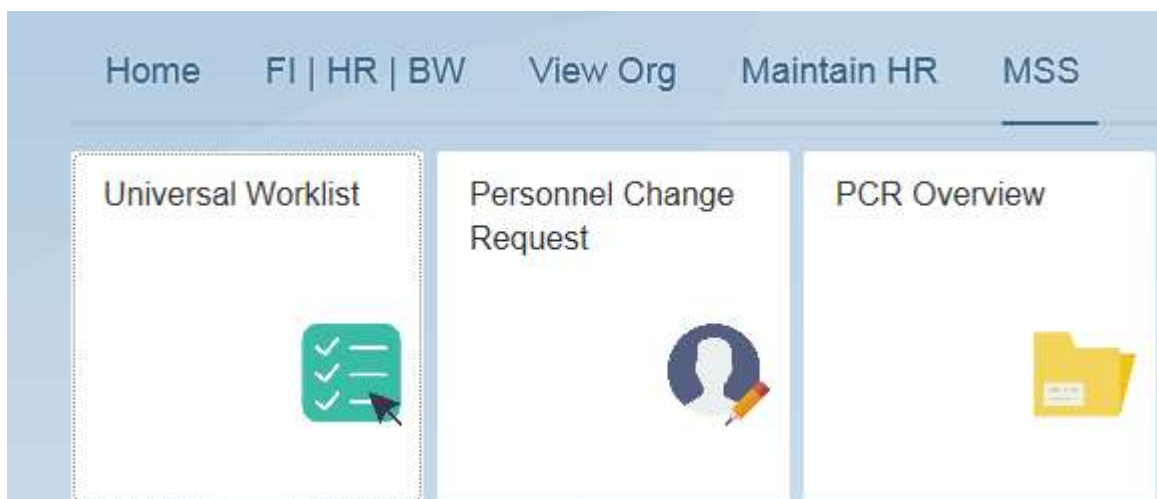 Home FI | HR | BW View Org Maintain HR MSS
Universal Worklist
Personnel Change
Request
PCR Overview